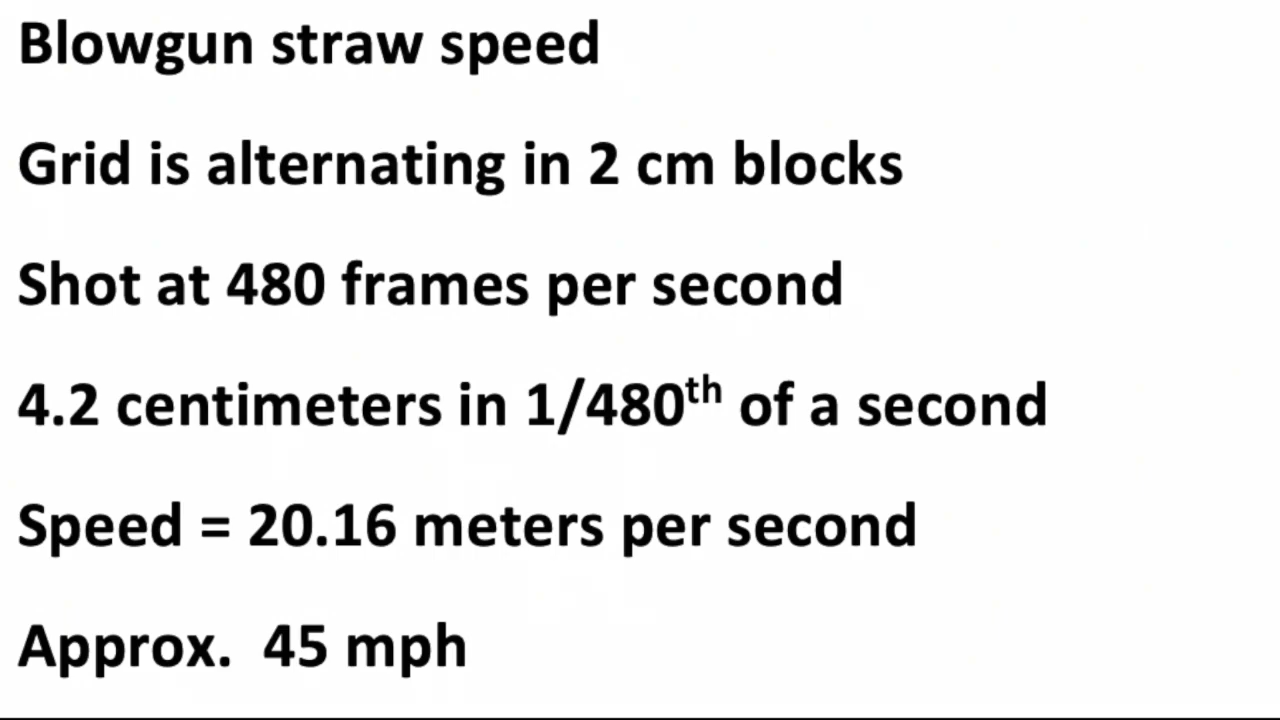 Blowgun straw speed
Grid is alternating in 2 cm blocks
Shot at 480 frames per second
4.2 centimeters in 1/480th of a second
Speed = 20.16 meters per second
Approx.  45 mph